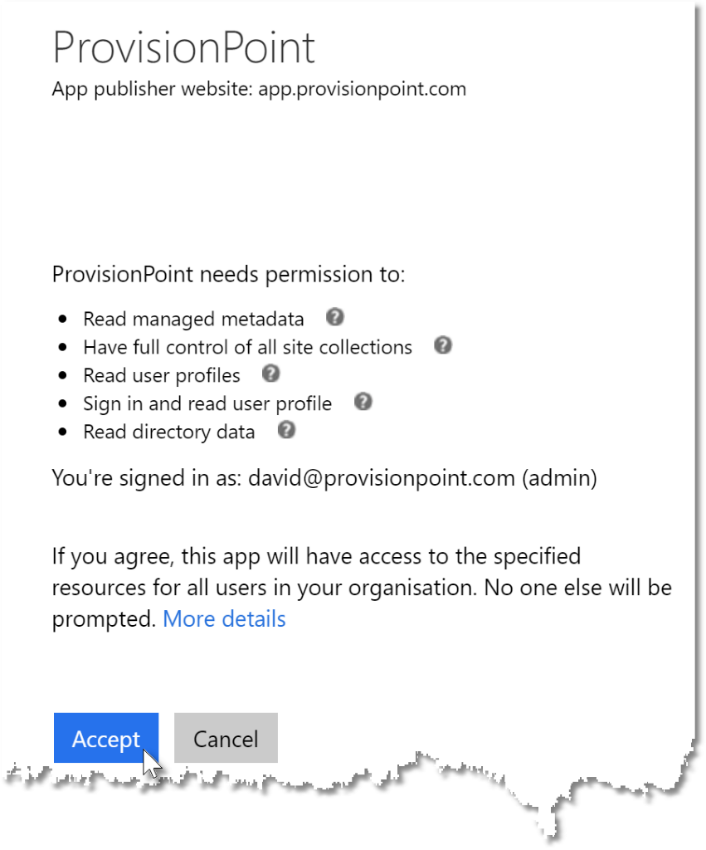 ProvisionPoint
App publisher website: app.provisionpoint.com
ProvisionPoint needs permission to:
Read managed metadata ?
Have full control of all site collections ?
Read user profiles ?
Sign in and read user profile ?
Read directory data ?
You're signed in as: david@provisionpoint.com (admin)
If you agree, this app will have access to the specified
resources for all users in your organisation. No one else will be
prompted. More details
Accept Cancel